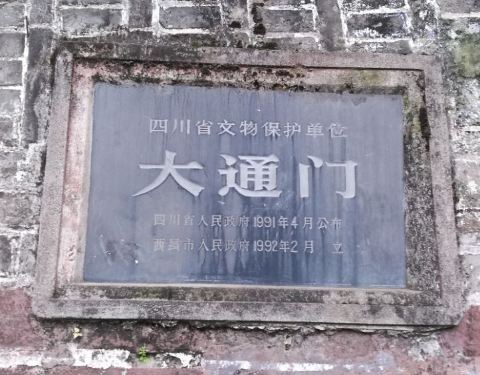 四川省文物保护单位
大通门
四川省人民政府1991年4月公布
西昌市人民政府1992年2月 立